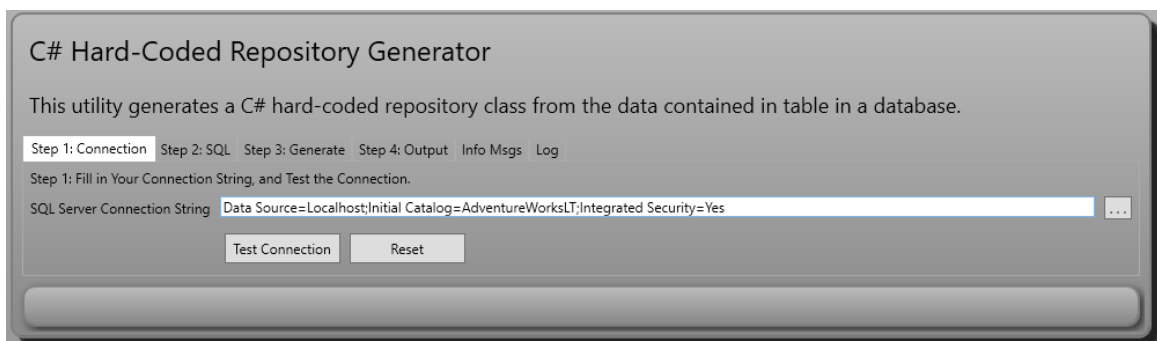 C# Hard-Coded Repository Generator
This utility generates a C# hard-coded repository class from the data contained in table in a database.
Step 1: Connection Step 2: SQL Step 3: Generate Step 4: Output Info Msgs Log
Step 1: Fill in Your Connection String, and Test the Connection.
SQL Server Connection String Data Source=Localhost;Initial Catalog=AdventureWorksLT;Integrated Security=Yes ...
Test Connection Reset